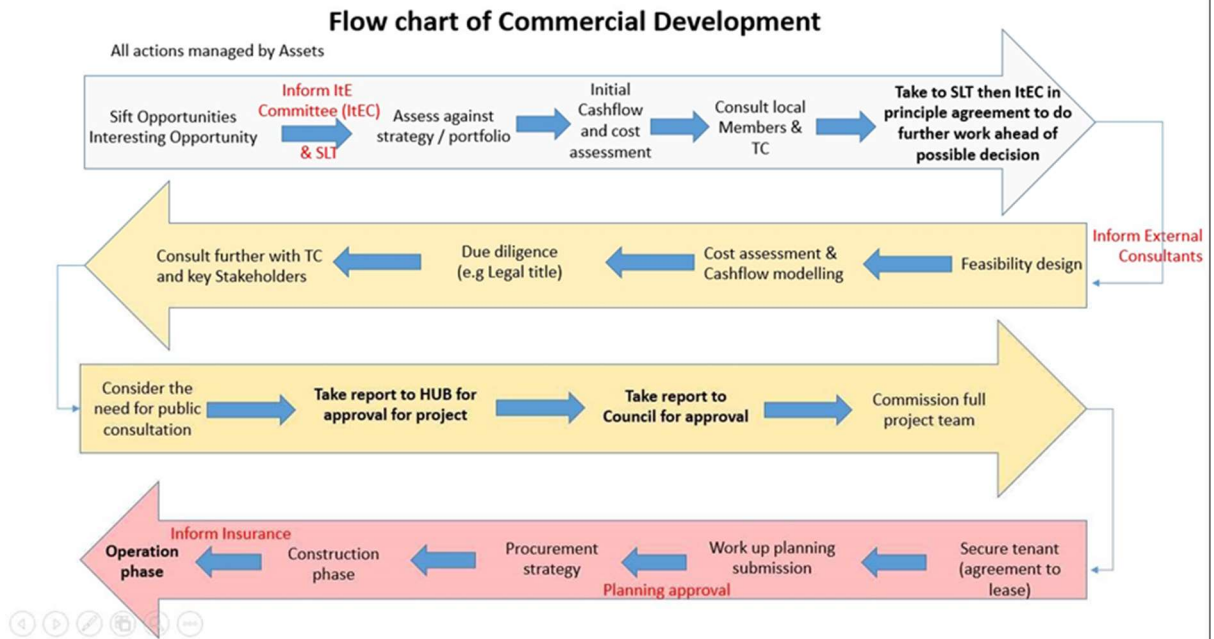 Flow chart of Commercial Development
All actions managed by Assets
Sift Opportunities
Interesting Opportunity
Inform ItE
Committee (ItEC)
& SLT
Assess against
strategy / portfolio
Initial
Cashflow
and cost
assessment
Consult local
Members &
TC
Take to SLT then ItEC in
principle agreement to do
further work ahead of
possible decision
Inform External
Consultants
Feasibility design
Cost assessment &
Cashflow modelling
Due diligence
(e.g Legal title)
Consult further with TC
and key Stakeholders
Consider the
need for public
consultation
Take report to HUB for
approval for project
Take report to
Council for approval
Commission full
project team
Secure tenant
(agreement to
lease)
Work up planning
submission
Planning approval
Procurement
strategy
Construction
phase
Inform Insurance
Operation
phase